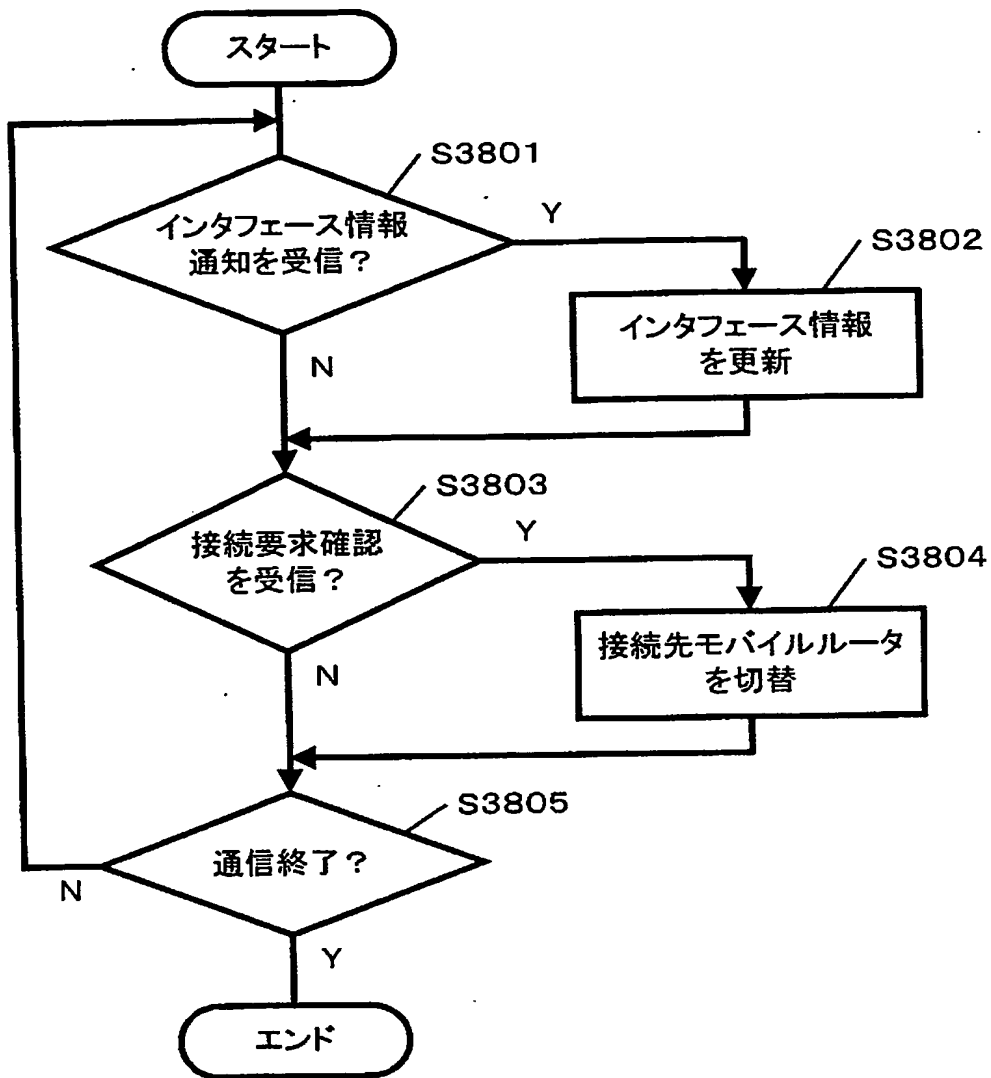 スタート
S3801
インタフェース情報
通知を受信？
Y
N
S3802
インタフェース情報
を更新
S3803
接続要求確認
を受信？
Y
N
S3804
接続先モバイルルータ
を切替
S3805
通信終了？
N
Y
エンド